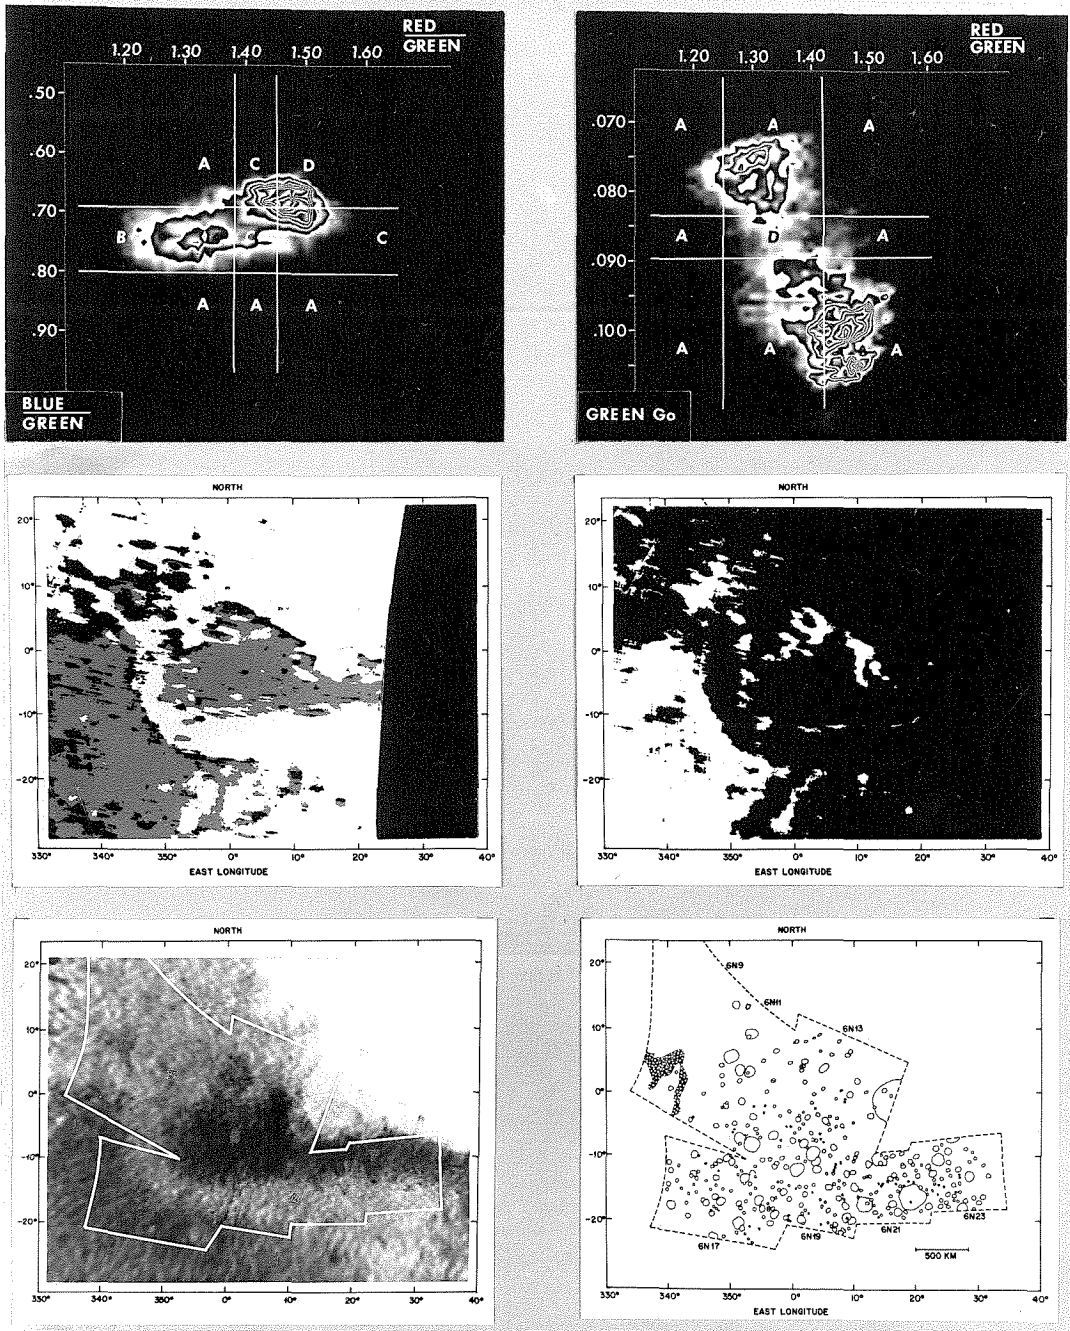 RED
GREEN
1.20 1.30 1.40 1.50 1.60
.50
.60
A C D
.70
B C C
.80
A A A
.90
BLUE
GREEN
RED
GREEN
1.20 1.30 1.40 1.50 1.60
.070
A A A
.080
A D A
.090
.100
A A A
GREEN Go
NORTH
20°
10°
0°
-10°
-20°
330° 340° 350° 0° 10° 20° 30° 40°
EAST LONGITUDE
NORTH
20°
10°
0°
-10°
-20°
330° 340° 350° 0° 10° 20° 30° 40°
EAST LONGITUDE
NORTH
20°
10°
0°
-10°
-20°
330° 340° 350° 0° 10° 20° 30° 40°
NORTH
20°
6N9
6N11
10°
6N13
0°
-10°
-20°
6N17 6N19 6N21 6N23
500 KM
330° 340° 350° 0° 10° 20° 30° 40°
EAST LONGITUDE